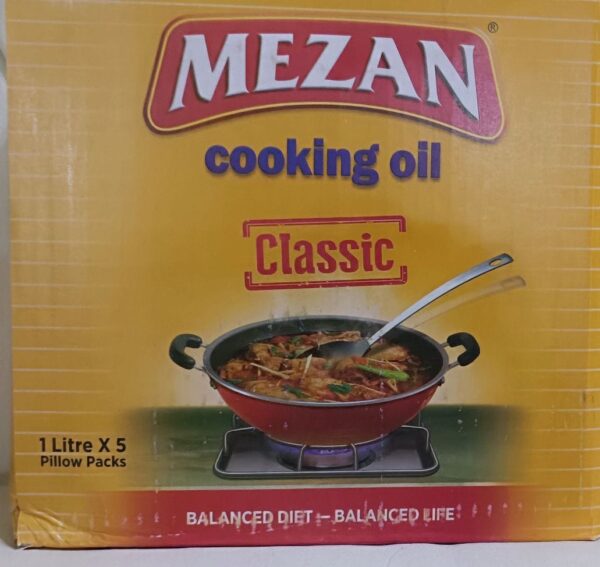 MEZAN®
cooking oil
Classic
1 Litre X 5
Pillow Packs
BALANCED DIET – BALANCED LIFE